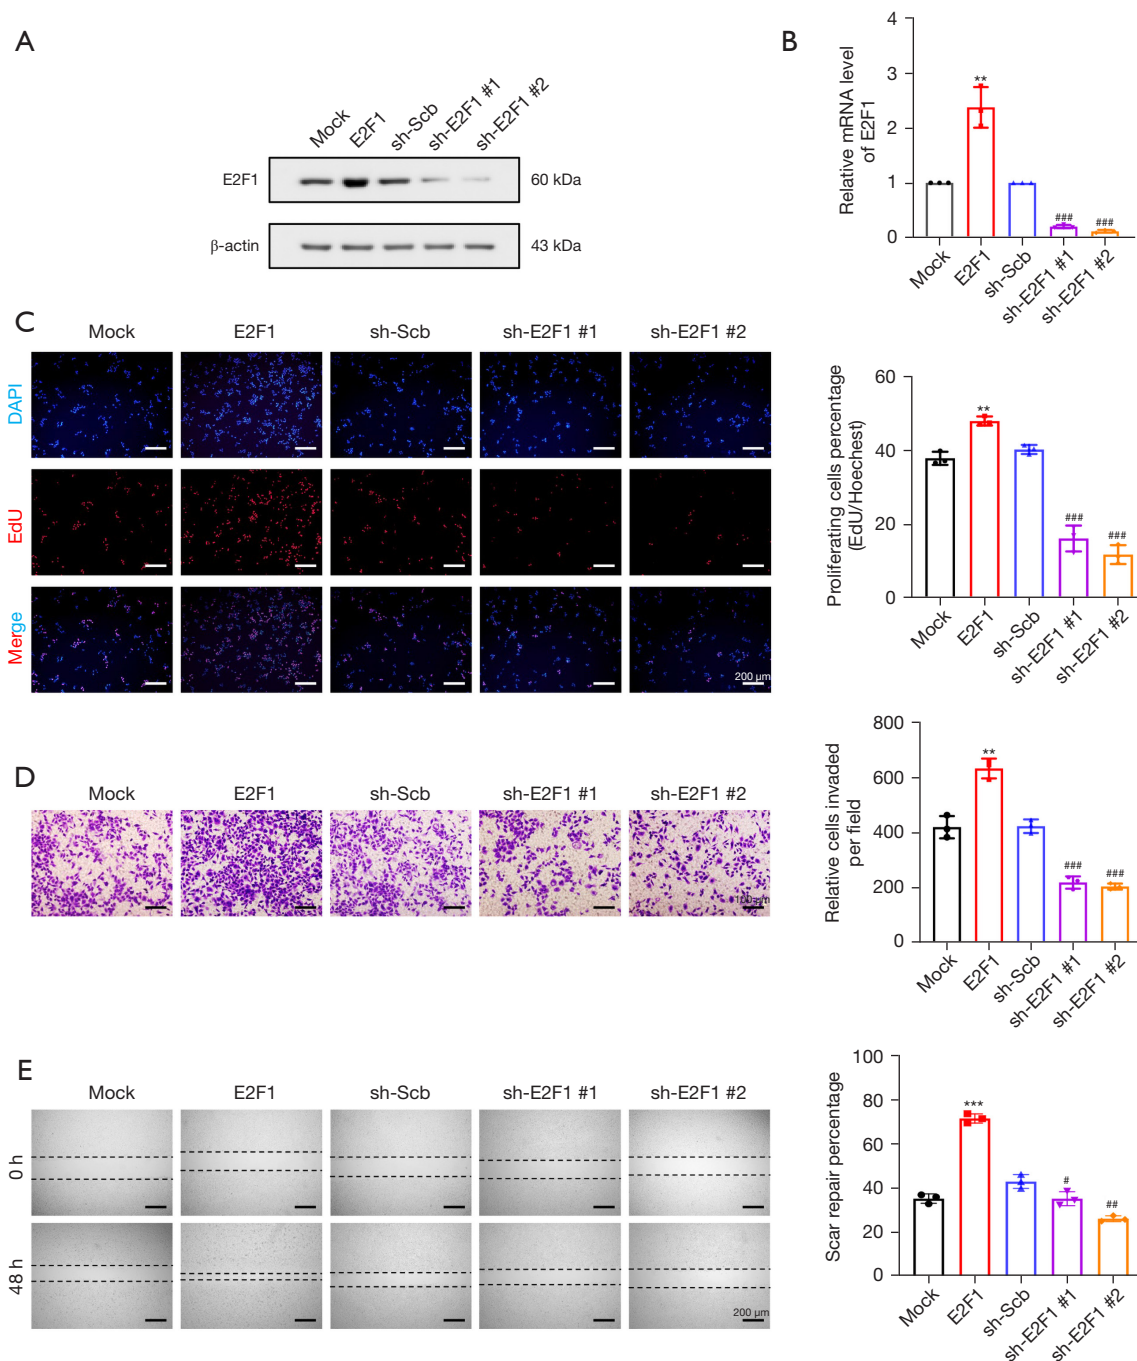 A
Mock
E2F1
sh-Scb
sh-E2F1 #1
sh-E2F1 #2
E2F1
60 kDa
β-actin
43 kDa
B
Relative mRNA level
of E2F1
4
3
2
1
0
**
###
###
Mock
E2F1
sh-Scb
sh-E2F1 #1
sh-E2F1 #2
C
Mock
E2F1
sh-Scb
sh-E2F1 #1
sh-E2F1 #2
DAPI
EdU
Merge
200 μm
Proliferating cells percentage
(EdU/Hoechest)
60
40
20
0
**
###
###
Mock
E2F1
sh-Scb
sh-E2F1 #1
sh-E2F1 #2
D
Mock
E2F1
sh-Scb
sh-E2F1 #1
sh-E2F1 #2
100 μm
Relative cells invaded
per field
800
600
400
200
0
**
###
###
Mock
E2F1
sh-Scb
sh-E2F1 #1
sh-E2F1 #2
E
Mock
E2F1
sh-Scb
sh-E2F1 #1
sh-E2F1 #2
0 h
48 h
200 μm
Scar repair percentage
100
80
60
40
20
0
***
#
##
Mock
E2F1
sh-Scb
sh-E2F1 #1
sh-E2F1 #2